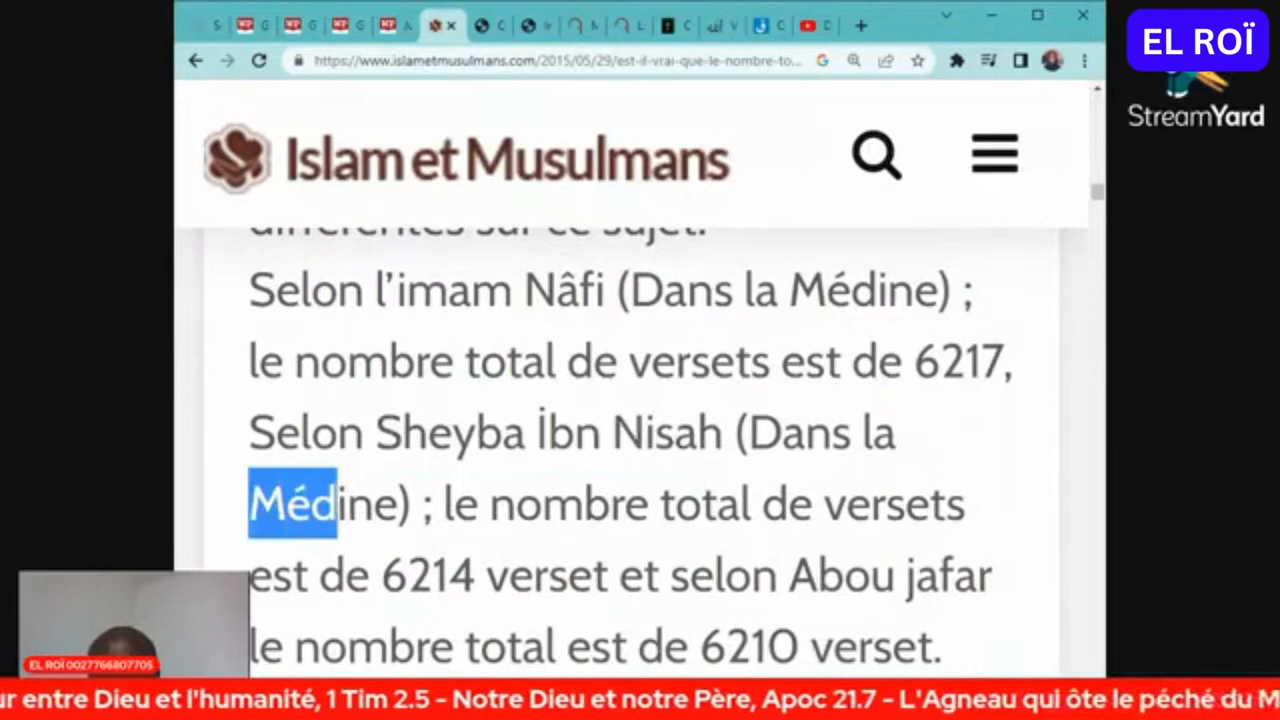 EL ROÏ
StreamYard
https://www.islametmusulmans.com/2015/05/29/est-il-vrai-que-le-nombre-to...
Islam et Musulmans
différentes sur ce sujet.
Selon l'imam Nâfi (Dans la Médine) ;
le nombre total de versets est de 6217,
Selon Sheyba İbn Nisah (Dans la
Médine) ; le nombre total de versets
est de 6214 verset et selon Abou jafar
le nombre total est de 6210 verset.
EL ROÏ 0027766807705
ur entre Dieu et l'humanité, 1 Tim 2.5 - Notre Dieu et notre Père, Apoc 21.7 - L'Agneau qui ôte le péché du M